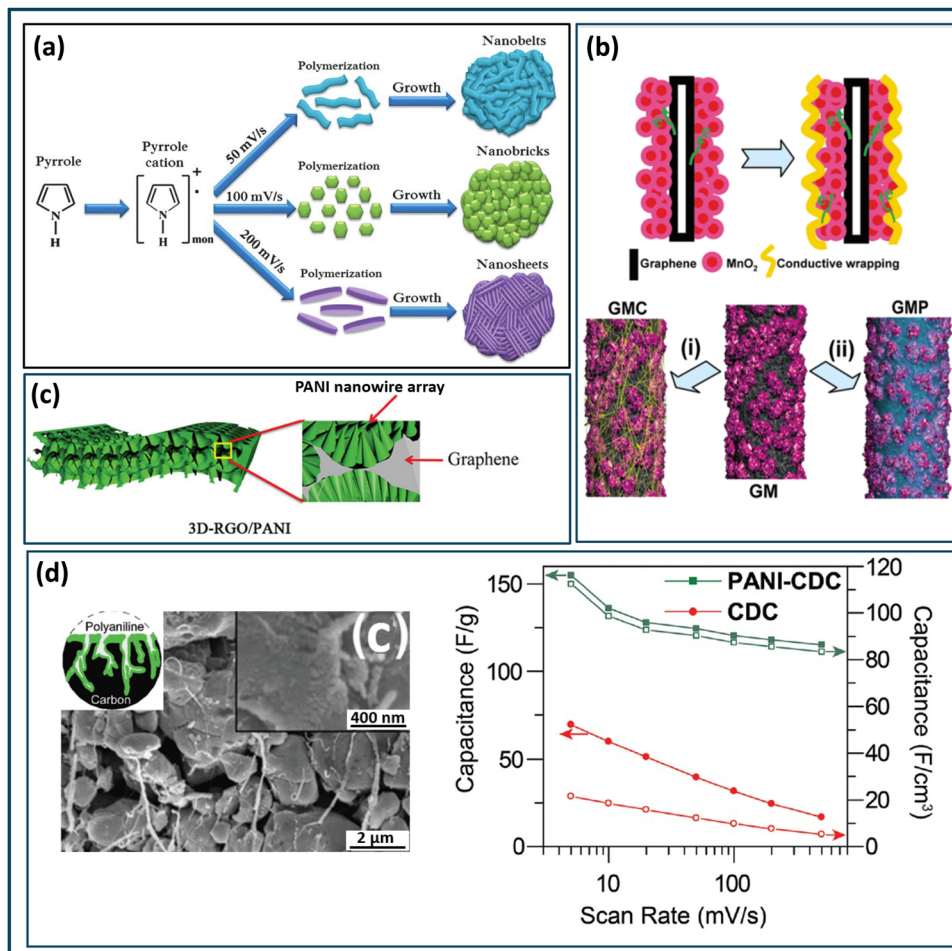 (a)
Nanobelts
Polymerization
Growth
50 mV/s
Pyrrole
Pyrrole
cation
N
H
N
H
+
·
mon
100 mV/s
Polymerization
Growth
Nanobricks
200 mV/s
Polymerization
Growth
Nanosheets
(b)
e-
e-
e-
e-
e-
e-
Graphene MnO2 Conductive wrapping
GMC
(i)
(ii)
GMP
GM
(c)
PANI nanowire array
Graphene
3D-RGO/PANI
(d)
Polyaniline
Carbon
(c)
400 nm
2 µm
Capacitance (F/g)
150
100
50
0
PANI-CDC
CDC
120
100
80
60
40
20
0
Capacitance (F/cm3)
10
100
Scan Rate (mV/s)